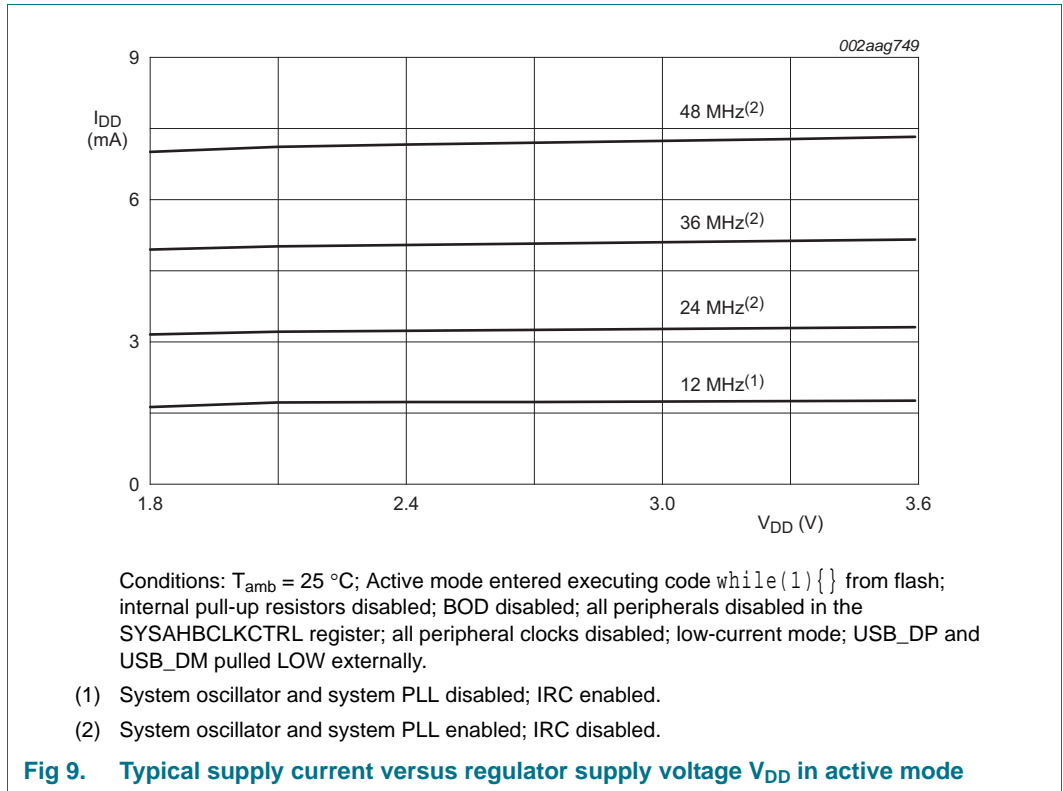 002aag749
9
I_DD
(mA)
48 MHz(2)
6
36 MHz(2)
24 MHz(2)
3
12 MHz(1)
0
1.8 2.4 3.0 3.6
V_DD (V)
Conditions: T_amb = 25 °C; Active mode entered executing code while(1){} from flash;
internal pull-up resistors disabled; BOD disabled; all peripherals disabled in the
SYSAHBCLKCTRL register; all peripheral clocks disabled; low-current mode; USB_DP and
USB_DM pulled LOW externally.
(1) System oscillator and system PLL disabled; IRC enabled.
(2) System oscillator and system PLL enabled; IRC disabled.
Fig 9. Typical supply current versus regulator supply voltage V_DD in active mode